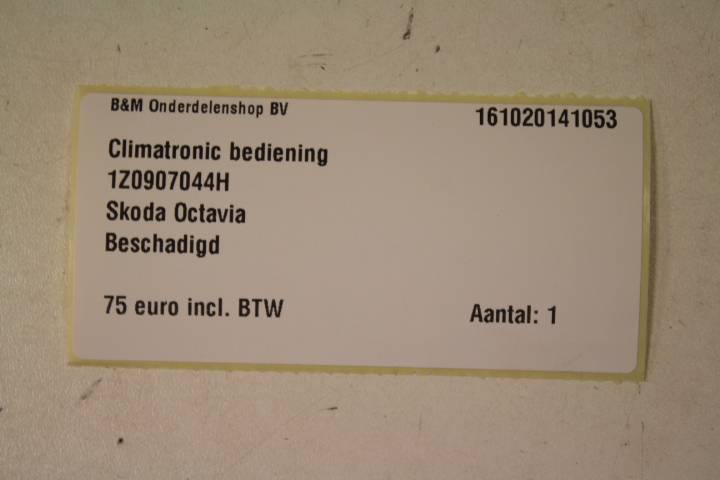 B&M Onderdelenshop BV
161020141053
Climatronic bediening
1Z0907044H
Skoda Octavia
Beschadigd
75 euro incl. BTW
Aantal: 1